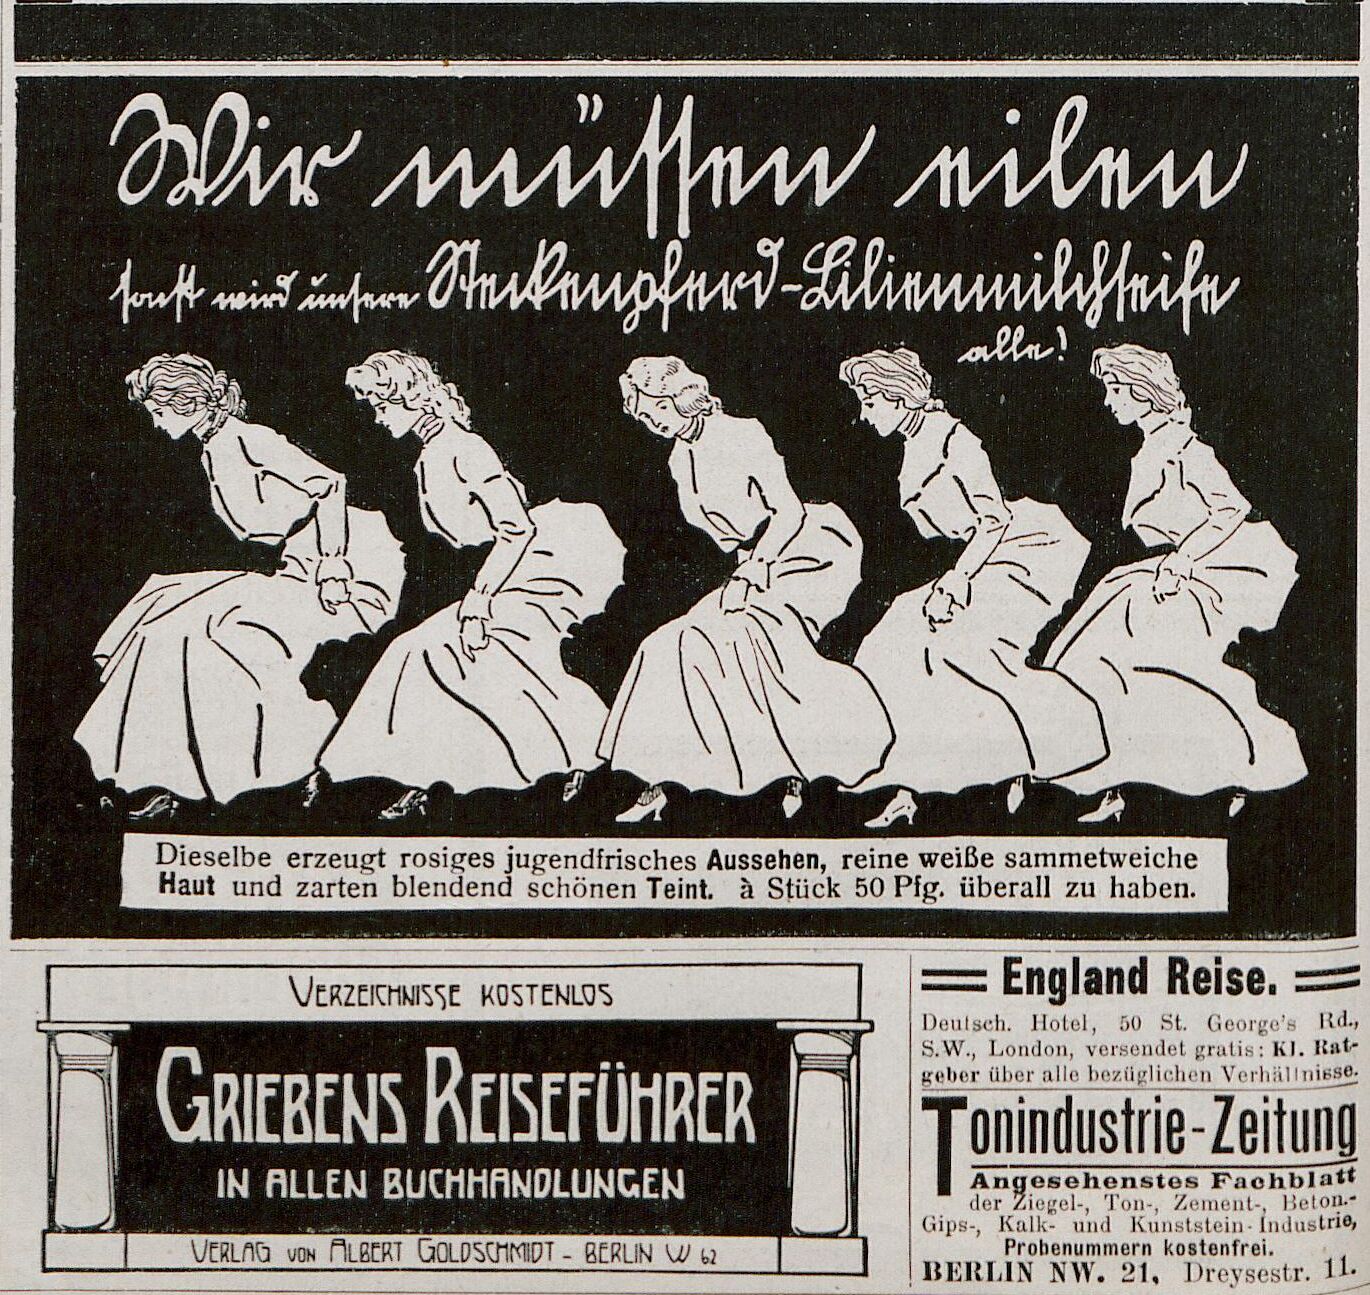 Wir müssen eilen
sonst wird unsere Steckenpferd-Lilienmilchseife
alle!
Dieselbe erzeugt rosiges jugendfrisches Aussehen, reine weiße sammetweiche
Haut und zarten blendend schönen Teint. à Stück 50 Pfg. überall zu haben.
VERZEICHNISSE KOSTENLOS
GRIEBENS REISEFÜHRER
IN ALLEN BUCHHANDLUNGEN
VERLAG VON ALBERT GOLDSCHMIDT - BERLIN W 62
England Reise.
Deutsch. Hotel, 50 St. George's Rd.,
S.W., London, versendet gratis: Kl. Rat-
geber über alle bezüglichen Verhältnisse.
Tonindustrie-Zeitung
Angesehenstes Fachblatt
der Ziegel-, Ton-, Zement-, Beton-
Gips-, Kalk- und Kunststein-Industrie,
Probenummern kostenfrei.
BERLIN NW. 21, Dreysestr. 11.